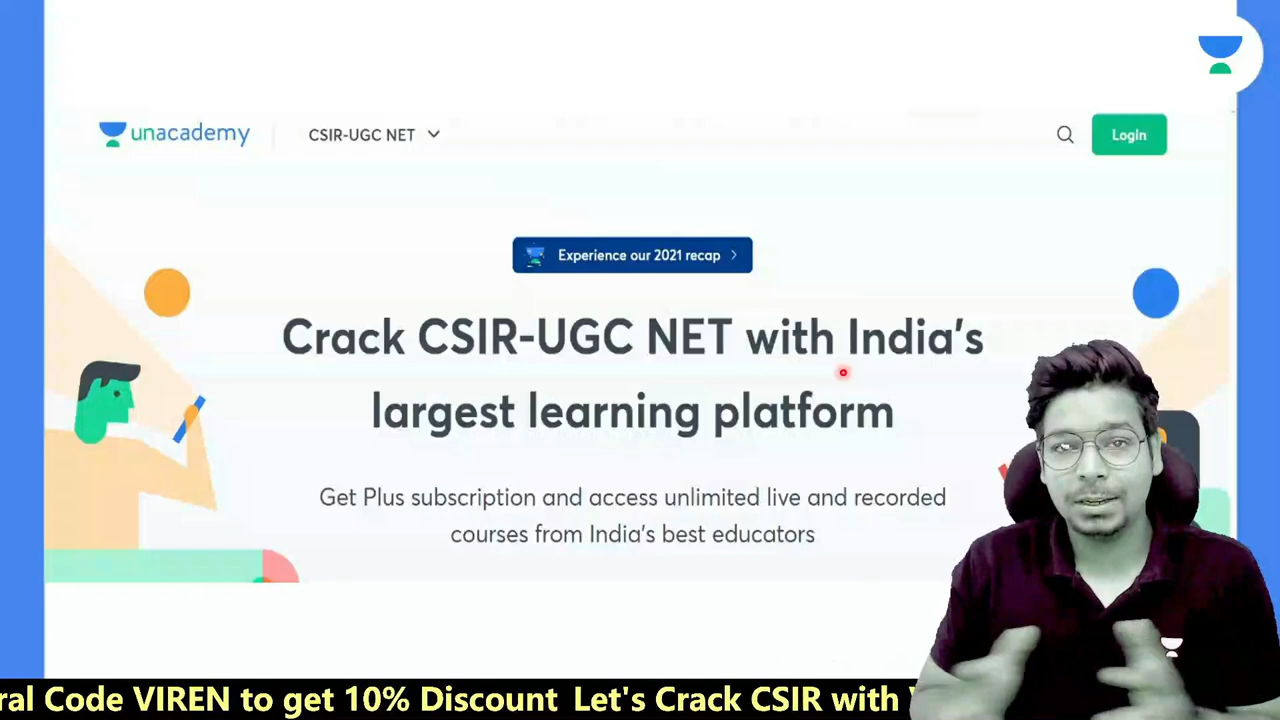 unacademy
CSIR-UGC NET
LogIn
Experience our 2021 recap
Crack CSIR-UGC NET with India's
largest learning platform
Get Plus subscription and access unlimited live and recorded
courses from India's best educators
ral Code VIREN to get 10% Discount Let's Crack CSIR with